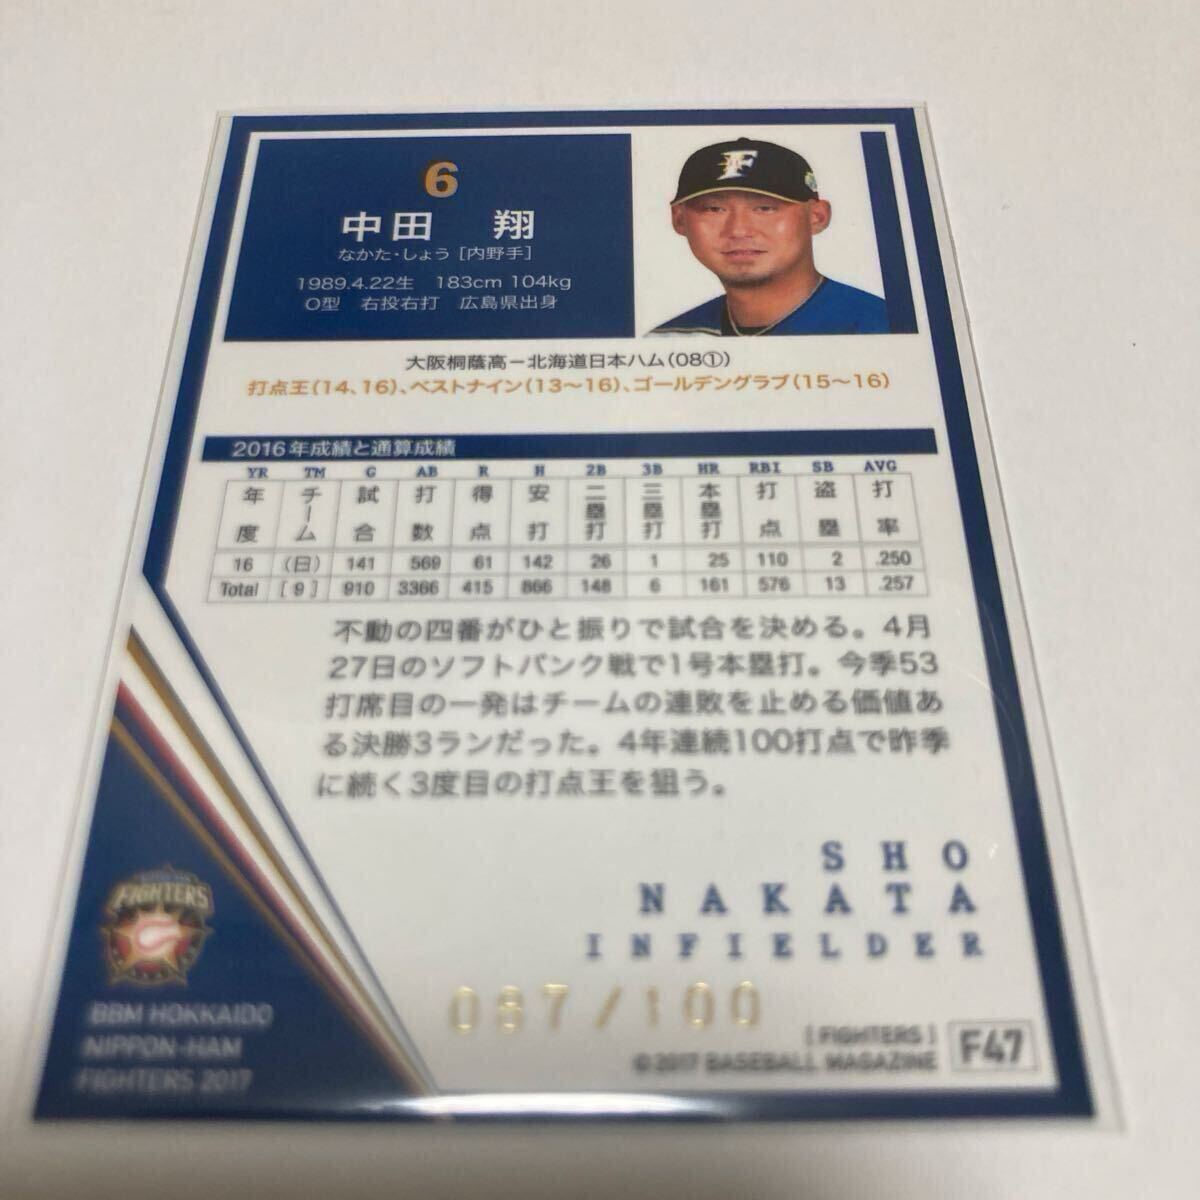 6
中田 翔
なかた・しょう [内野手]
1989.4.22生 183cm 104kg
O型 右投右打 広島県出身
F
大阪桐蔭高－北海道日本ハム(08①)
打点王(14、16)、ベストナイン(13〜16)、ゴールデングラブ(15〜16)
2016年成績と通算成績
YR TM G AB R H 2B 3B HR RBI SB AVG
年度 チーム 試合 打数 得点 安打 二塁打 三塁打 本塁打 打点 盗塁 打率
16 (日) 141 569 61 142 26 1 25 110 2 .250
Total [9] 910 3366 415 866 148 6 161 576 13 .257
不動の四番がひと振りで試合を決める。4月
27日のソフトバンク戦で1号本塁打。今季53
打席目の一発はチームの連敗を止める価値あ
る決勝3ランだった。4年連続100打点で昨季
に続く3度目の打点王を狙う。
SHO
NAKATA
INFIELDER
087/100
FIGHTERS
BBM HOKKAIDO
NIPPON-HAM
FIGHTERS 2017
[FIGHTERS]
©2017 BASEBALL MAGAZINE
F47